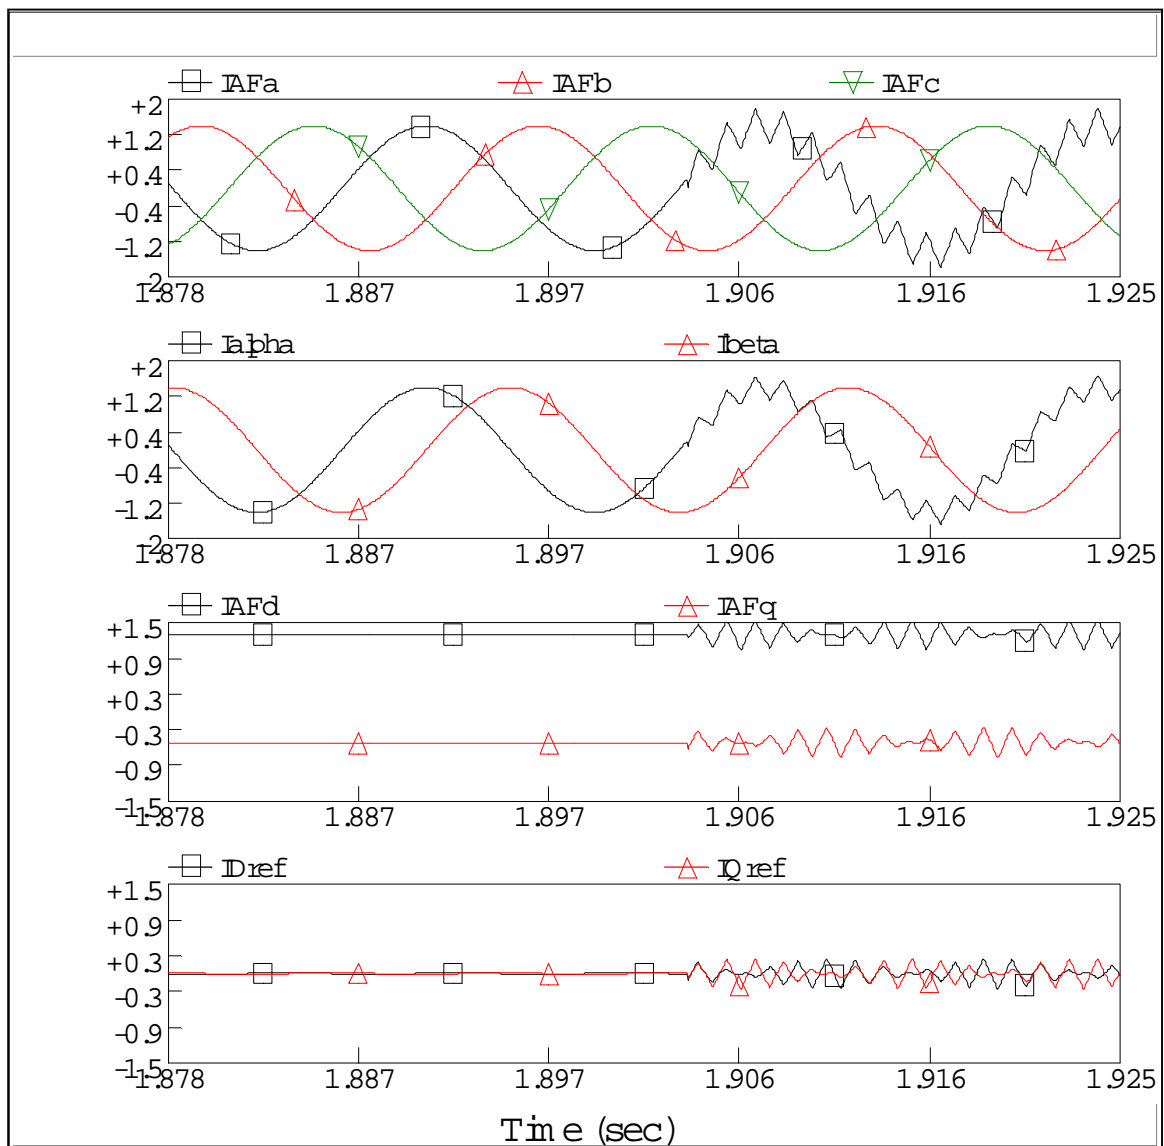 IAFa IAFb IAFc
+2
+1.2
+0.4
-0.4
-1.2
-2
1.878 1.887 1.897 1.906 1.916 1.925
Ialpha Ibeta
+2
+1.2
+0.4
-0.4
-1.2
-2
1.878 1.887 1.897 1.906 1.916 1.925
IAFd IAFq
+1.5
+0.9
+0.3
-0.3
-0.9
-1.5
1.878 1.887 1.897 1.906 1.916 1.925
IDref IQref
+1.5
+0.9
+0.3
-0.3
-0.9
-1.5
1.878 1.887 1.897 1.906 1.916 1.925
Time (sec)